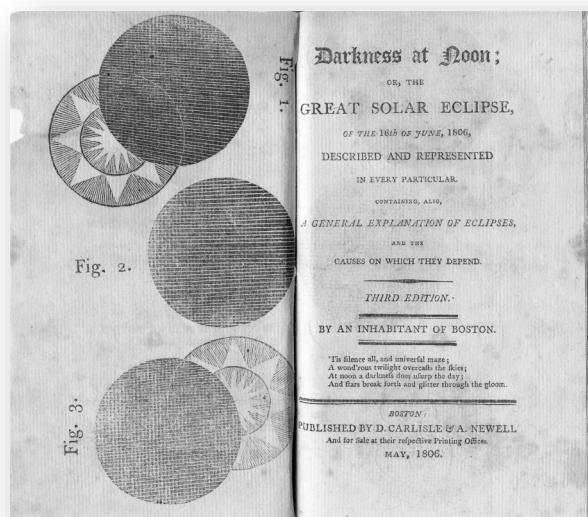 Fig. 1.
Fig. 2.
Fig. 3.
Darkness at Noon;
OR, THE
GREAT SOLAR ECLIPSE,
OF THE 16th OF JUNE, 1806,
DESCRIBED AND REPRESENTED
IN EVERY PARTICULAR.
CONTAINING, ALSO,
A GENERAL EXPLANATION OF ECLIPSES,
AND THE
CAUSES ON WHICH THEY DEPEND.
THIRD EDITION.
BY AN INHABITANT OF BOSTON.
'Tis ſilence all, and univerſal maze;
A wond'rous twilight overcaſts the ſkies;
At noon a darkneſs does uſurp the day;
And ſtars break forth and glitter through the gloom.
BOSTON:
PUBLISHED BY D. CARLISLE & A. NEWELL
And for Sale at their reſpective Printing Offices.
MAY, 1806.